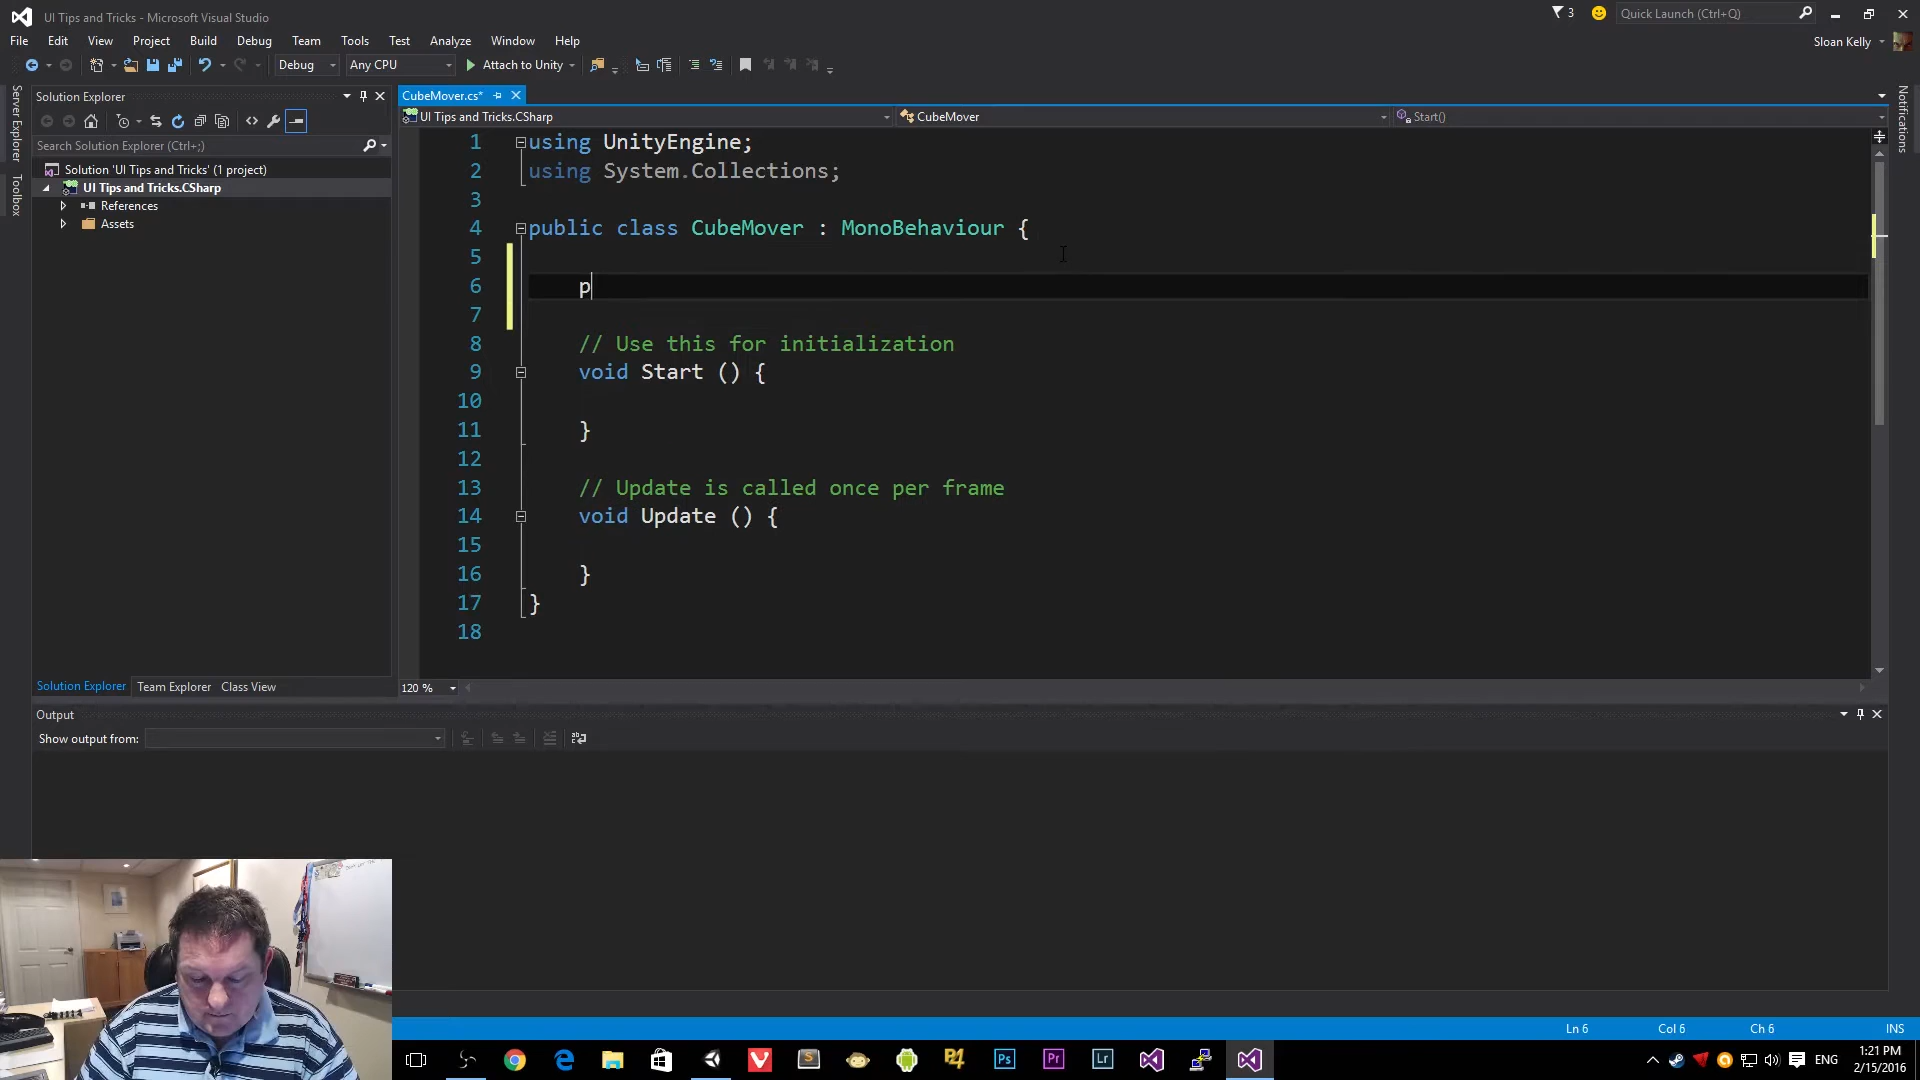 UI Tips and Tricks - Microsoft Visual Studio
3
Quick Launch (Ctrl+Q)
File Edit View Project Build Debug Team Tools Test Analyze Window Help
Sloan Kelly
Debug
Any CPU
Attach to Unity
Server Explorer
Toolbox
Solution Explorer
Search Solution Explorer (Ctrl+;)
Solution 'UI Tips and Tricks' (1 project)
UI Tips and Tricks.CSharp
References
Assets
Solution Explorer Team Explorer Class View
CubeMover.cs*
UI Tips and Tricks.CSharp
CubeMover
Start()
Notifications
1 using UnityEngine;
2 using System.Collections;
3
4 public class CubeMover : MonoBehaviour {
5
6 p
7
8 // Use this for initialization
9 void Start () {
10
11 }
12
13 // Update is called once per frame
14 void Update () {
15
16 }
17 }
18
120 %
Output
Show output from:
Ln 6 Col 6 Ch 6 INS
Ps Pr Lr
ENG
1:21 PM
2/15/2016